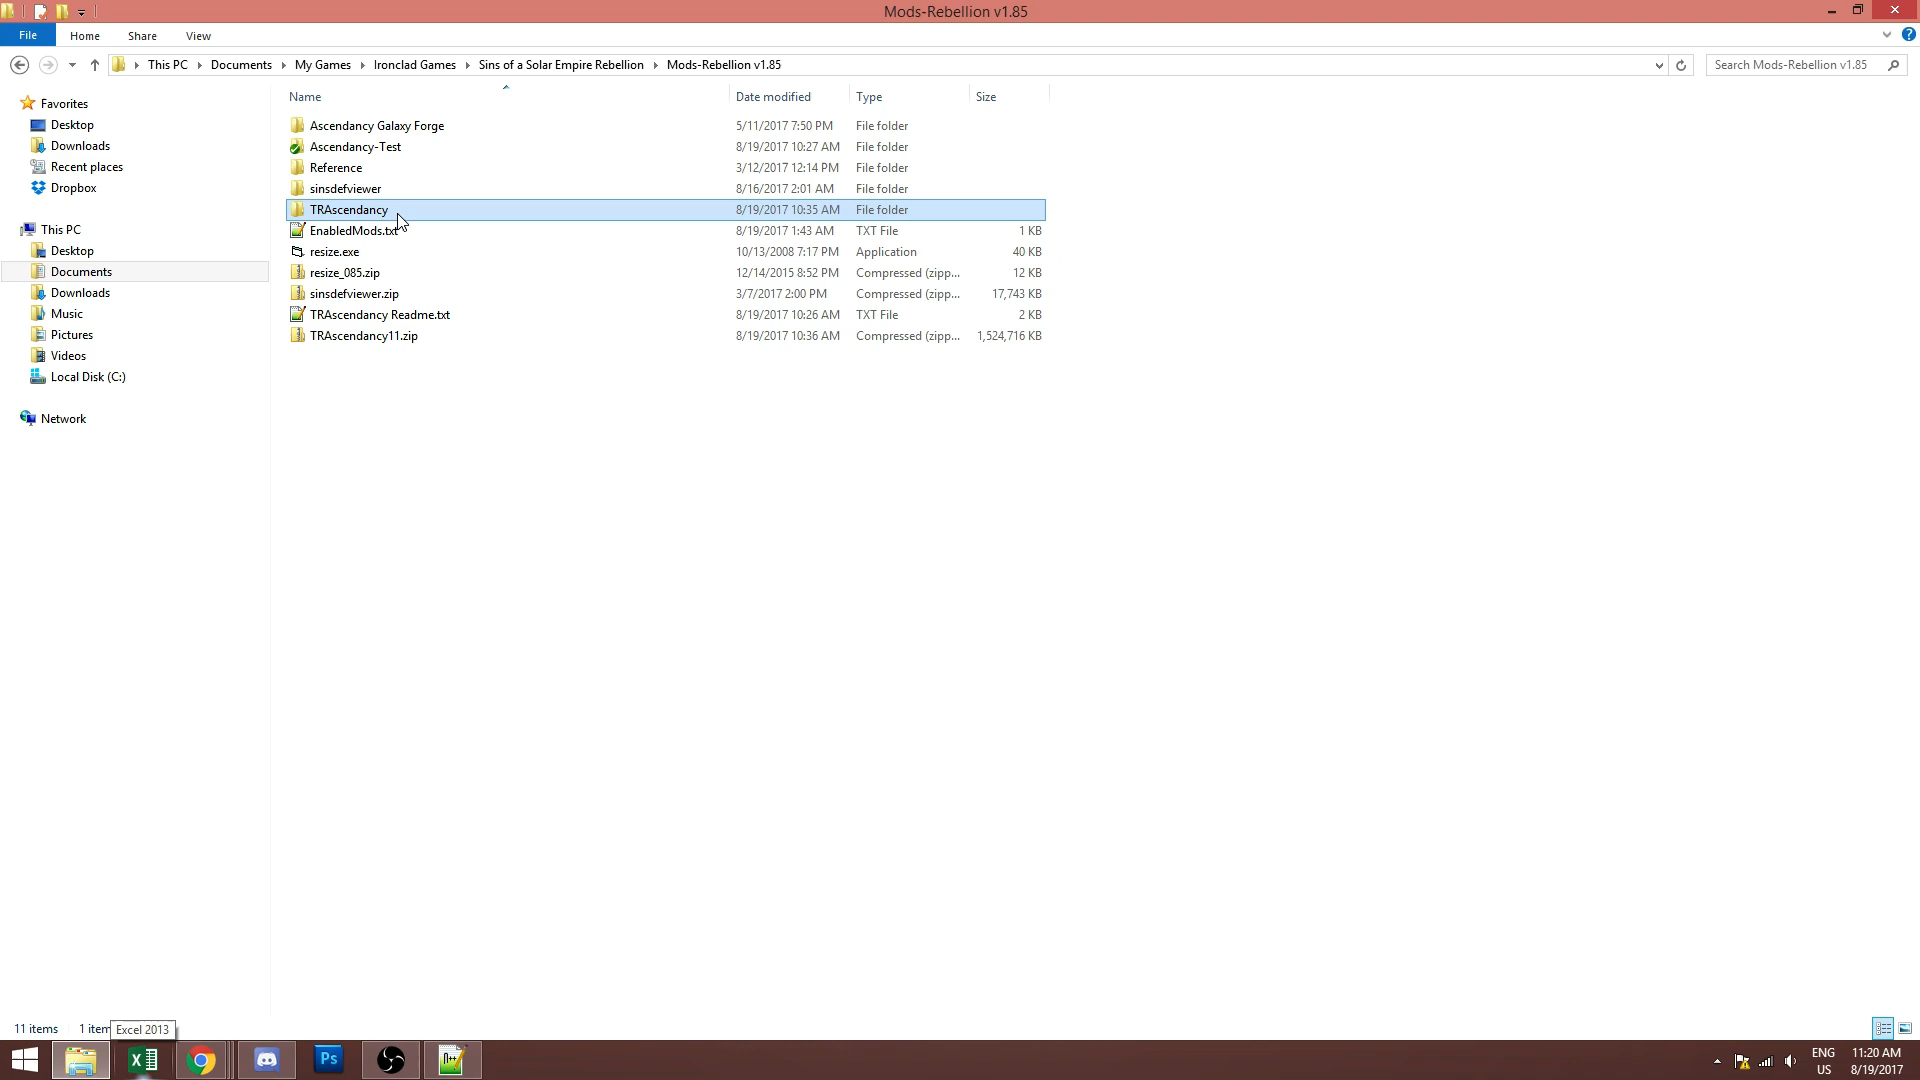 Mods-Rebellion v1.85
File Home Share View
This PC Documents My Games Ironclad Games Sins of a Solar Empire Rebellion Mods-Rebellion v1.85
Search Mods-Rebellion v1.85
Name Date modified Type Size
Favorites
Desktop
Downloads
Recent places
Dropbox
This PC
Desktop
Documents
Downloads
Music
Pictures
Videos
Local Disk (C:)
Network
Ascendancy Galaxy Forge 5/11/2017 7:50 PM File folder
Ascendancy-Test 8/19/2017 10:27 AM File folder
Reference 3/12/2017 12:14 PM File folder
sinsdefviewer 8/16/2017 2:01 AM File folder
TRAscendancy 8/19/2017 10:35 AM File folder
EnabledMods.txt 8/19/2017 1:43 AM TXT File 1 KB
resize.exe 10/13/2008 7:17 PM Application 40 KB
resize_085.zip 12/14/2015 8:52 PM Compressed (zipp... 12 KB
sinsdefviewer.zip 3/7/2017 2:00 PM Compressed (zipp... 17,743 KB
TRAscendancy Readme.txt 8/19/2017 10:26 AM TXT File 2 KB
TRAscendancy11.zip 8/19/2017 10:36 AM Compressed (zipp... 1,524,716 KB
11 items 1 item
Excel 2013
Ps
ENG 11:20 AM
US 8/19/2017